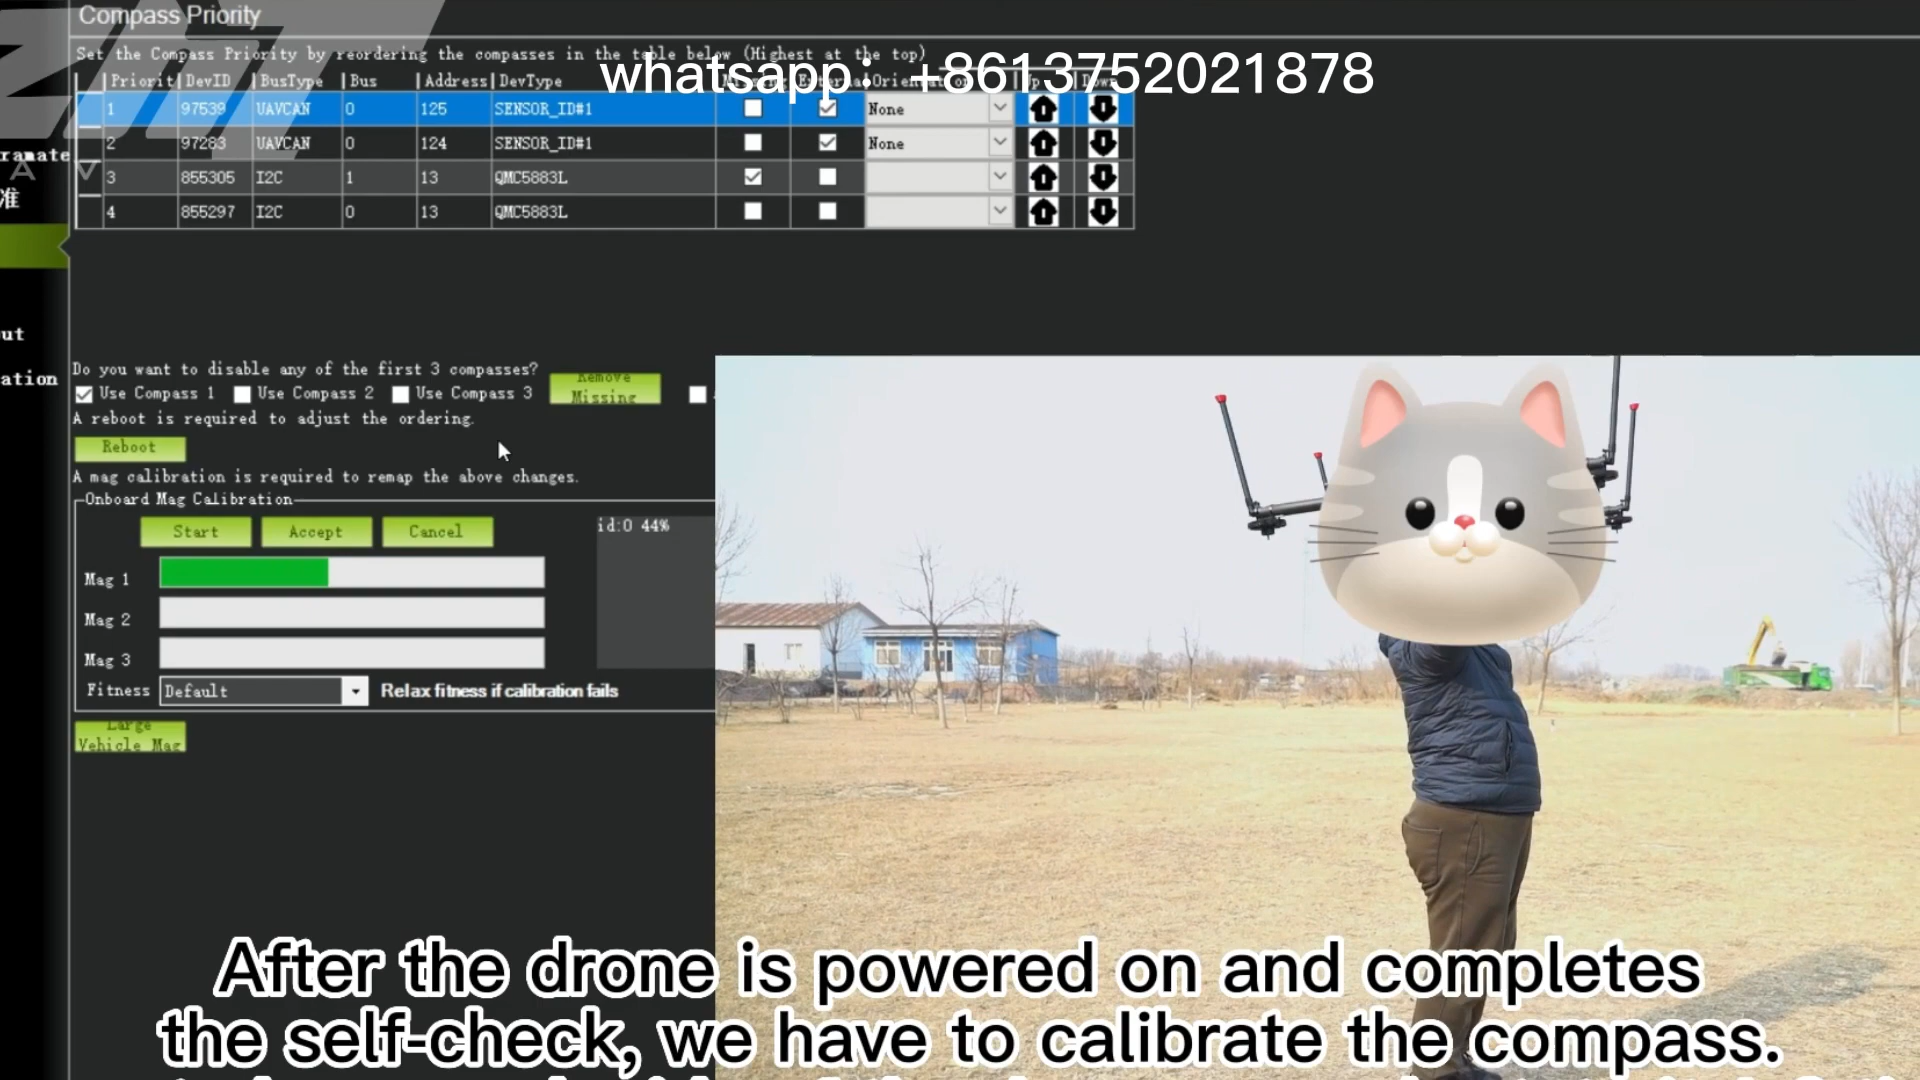 Compass Priority
Set the Compass Priority by reordering the compasses in the table below (Highest at the top)
whatsapp: +8613752021878
Priorit DevID BusType Bus Address DevType
1 97539 UAVCAN 0 125 SENSOR_ID#1 None
2 97283 UAVCAN 0 124 SENSOR_ID#1 None
3 855305 I2C 1 13 QMC5883L
4 855297 I2C 0 13 QMC5883L
ramate
准
ut
ation
Do you want to disable any of the first 3 compasses?
Use Compass 1 Use Compass 2 Use Compass 3 Remove Missing
A reboot is required to adjust the ordering.
Reboot
A mag calibration is required to remap the above changes.
Onboard Mag Calibration
Start Accept Cancel id:0 44%
Mag 1
Mag 2
Mag 3
Fitness Default Relax fitness if calibration fails
Large
Vehicle Mag
After the drone is powered on and completes
the self-check, we have to calibrate the compass.